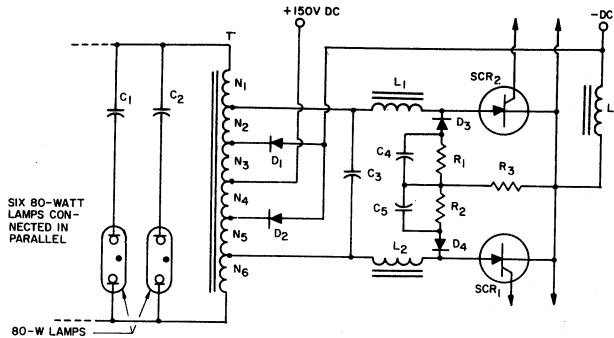 +150V DC
-DC
T
C1
C2
N1
N2
N3
N4
N5
N6
D1
D2
L1
L2
C3
C4
C5
D3
D4
R1
R2
R3
SCR2
SCR1
L
SIX 80-WATT
LAMPS CON-
NECTED IN
PARALLEL
80-W LAMPS